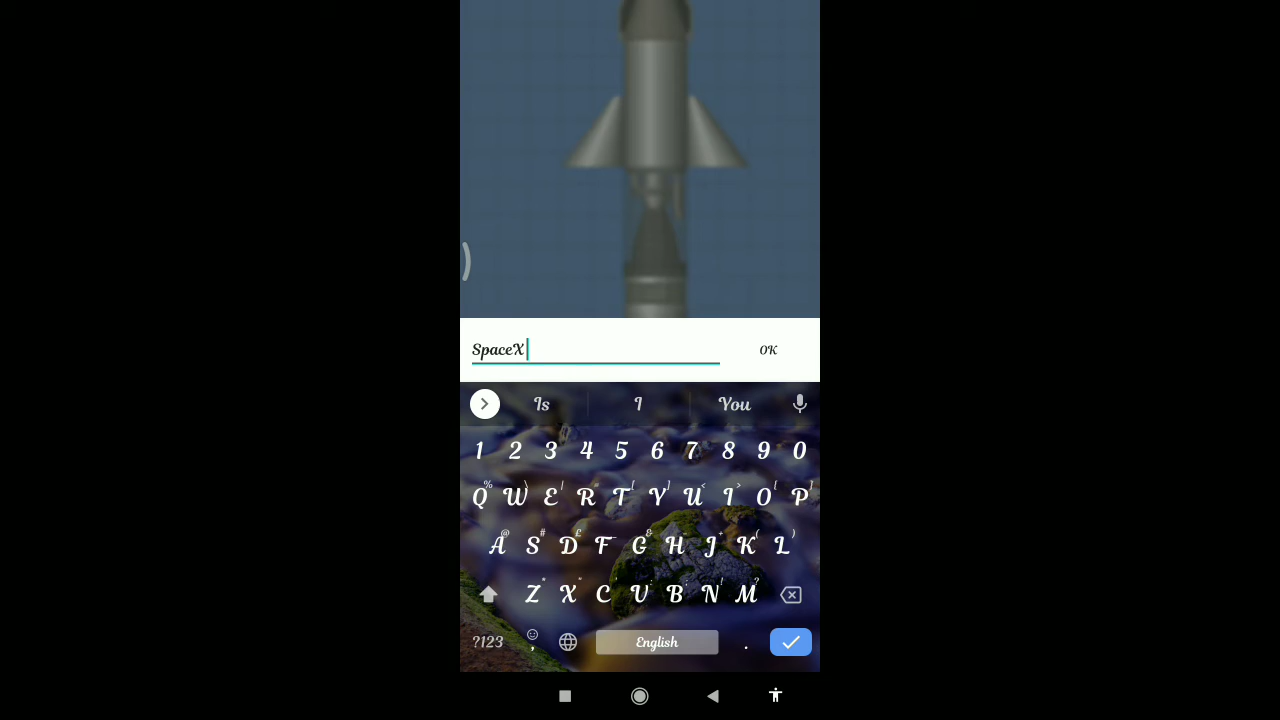 SpaceX
OK
Is I You
1 2 3 4 5 6 7 8 9 0
Q W E R T Y U I O P
A S D F G H J K L
Z X C V B N M
?123 , English .